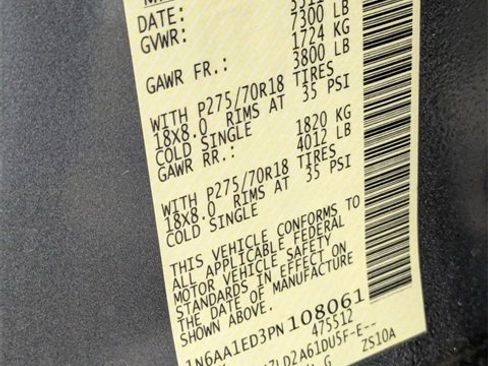 DATE:
GVWR: 7300 LB
1724 KG
GAWR FR.: 3800 LB
WITH P275/70R18 TIRES
18X8.0 RIMS AT 35 PSI
COLD SINGLE 1820 KG
GAWR RR.: 4012 LB
WITH P275/70R18 TIRES
18X8.0 RIMS AT 35 PSI
COLD SINGLE
THIS VEHICLE CONFORMS TO
ALL APPLICABLE FEDERAL
MOTOR VEHICLE SAFETY
STANDARDS IN EFFECT ON
THE DATE OF MANUFACTURE
SHOWN ABOVE.
1N6AA1ED3PN108061
475512
LD2A61DU5F-E--
G ZS10A